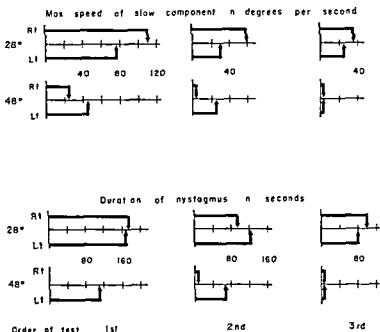 Max speed of slow component n degrees per second
Rt
28°
Lt
40 80 120 40 40
Rt
48°
Lt
Duration of nystagmus n seconds
Rt
28°
Lt
80 160 80 160 80
Rt
48°
Lt
Order of test 1st 2nd 3rd